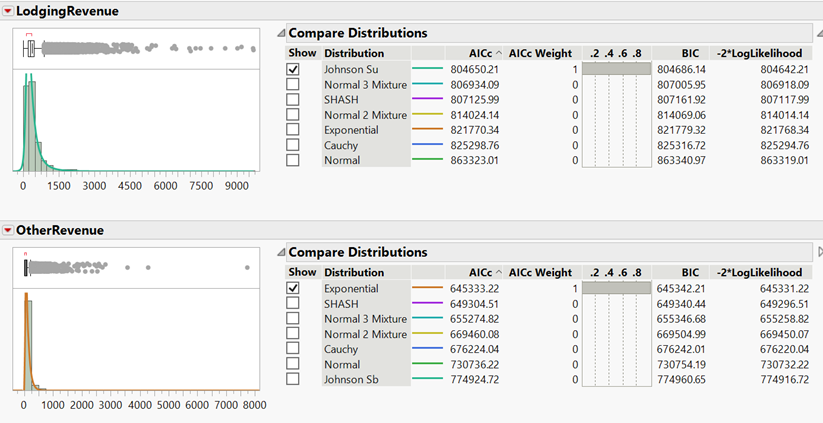 LodgingRevenue
Compare Distributions
Show Distribution AICc ^ AICc Weight .2 .4 .6 .8 BIC -2*LogLikelihood
Johnson Su 804650.21 1 804686.14 804642.21
Normal 3 Mixture 806934.09 0 807005.95 806918.09
SHASH 807125.99 0 807161.92 807117.99
Normal 2 Mixture 814024.14 0 814069.06 814014.14
Exponential 821770.34 0 821779.32 821768.34
Cauchy 825298.76 0 825316.72 825294.76
Normal 863323.01 0 863340.97 863319.01
0 1500 3000 4500 6000 7500 9000
OtherRevenue
Compare Distributions
Show Distribution AICc ^ AICc Weight .2 .4 .6 .8 BIC -2*LogLikelihood
Exponential 645333.22 1 645342.21 645331.22
SHASH 649304.51 0 649340.44 649296.51
Normal 3 Mixture 655274.82 0 655346.68 655258.82
Normal 2 Mixture 669460.08 0 669504.99 669450.07
Cauchy 676224.04 0 676242.01 676220.04
Normal 730736.22 0 730754.19 730732.22
Johnson Sb 774924.72 0 774960.65 774916.72
0 1000 2000 3000 4000 5000 6000 7000 8000